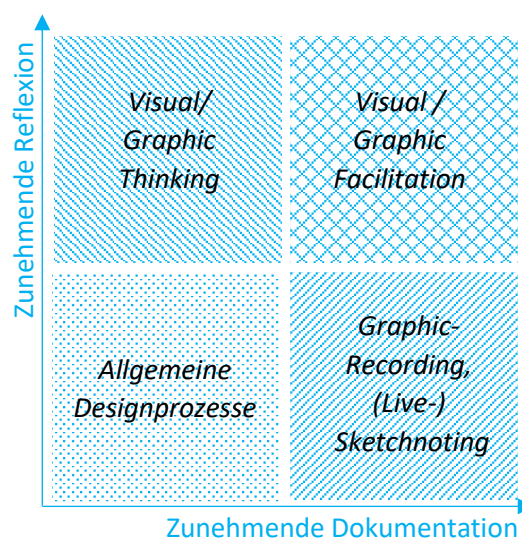 Zunehmende Reflexion
Visual/
Graphic
Thinking
Visual /
Graphic
Facilitation
Allgemeine
Designprozesse
Graphic-
Recording,
(Live-)
Sketchnoting
Zunehmende Dokumentation